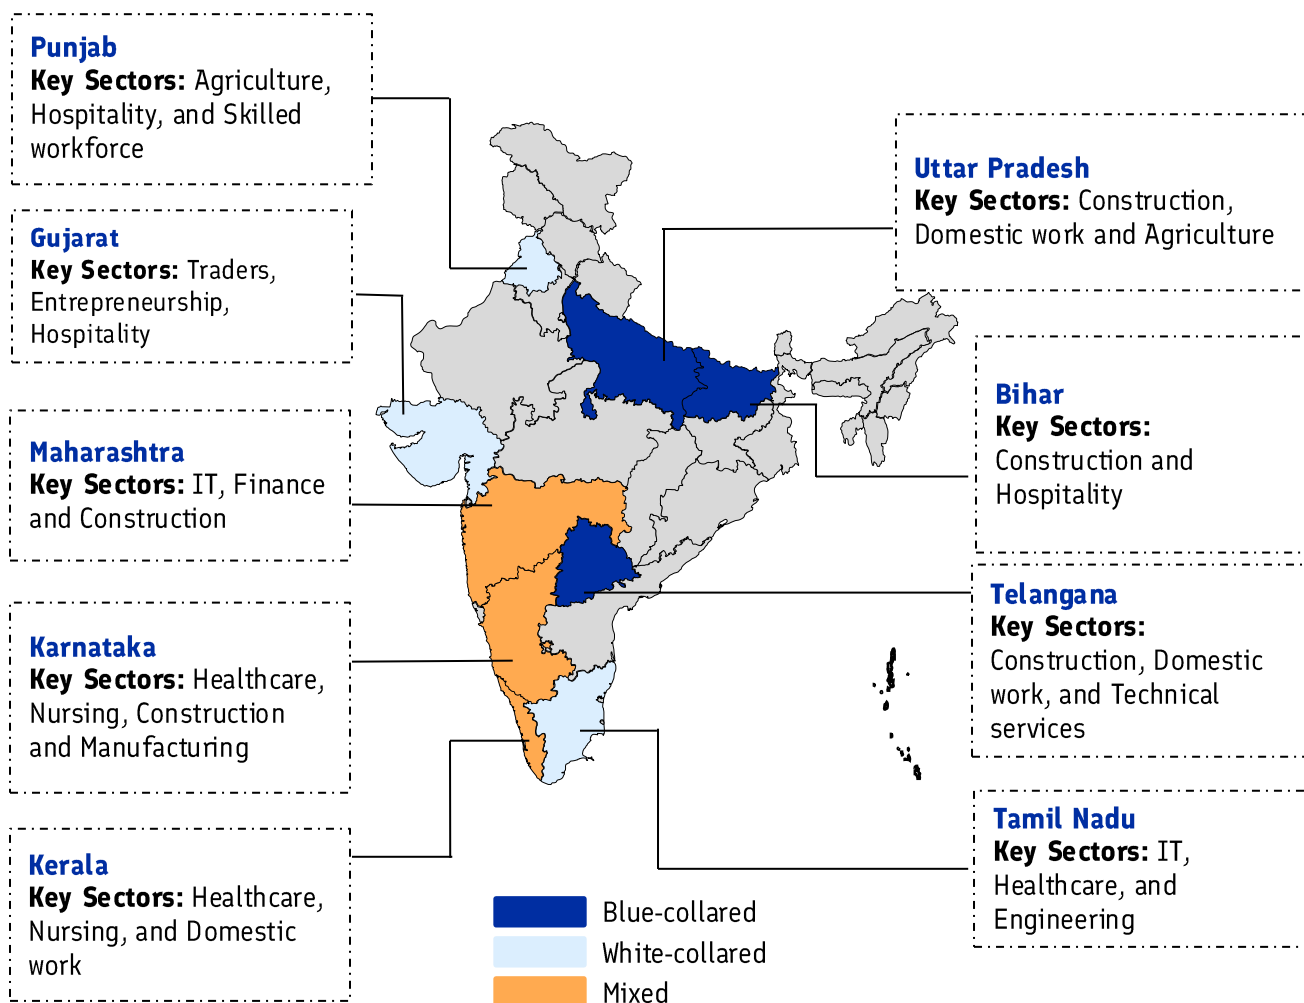 Punjab
Key Sectors: Agriculture,
Hospitality, and Skilled
workforce
Gujarat
Key Sectors: Traders,
Entrepreneurship,
Hospitality
Maharashtra
Key Sectors: IT, Finance
and Construction
Karnataka
Key Sectors: Healthcare,
Nursing, Construction
and Manufacturing
Kerala
Key Sectors: Healthcare,
Nursing, and Domestic
work
Uttar Pradesh
Key Sectors: Construction,
Domestic work and Agriculture
Bihar
Key Sectors:
Construction and
Hospitality
Telangana
Key Sectors:
Construction, Domestic
work, and Technical
services
Tamil Nadu
Key Sectors: IT,
Healthcare, and
Engineering
Blue-collared
White-collared
Mixed